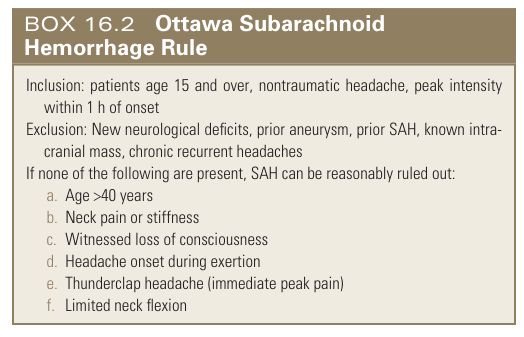 BOX 16.2 Ottawa Subarachnoid
Hemorrhage Rule
Inclusion: patients age 15 and over, nontraumatic headache, peak intensity
within 1 h of onset
Exclusion: New neurological deficits, prior aneurysm, prior SAH, known intra-
cranial mass, chronic recurrent headaches
If none of the following are present, SAH can be reasonably ruled out:
a. Age >40 years
b. Neck pain or stiffness
c. Witnessed loss of consciousness
d. Headache onset during exertion
e. Thunderclap headache (immediate peak pain)
f. Limited neck flexion